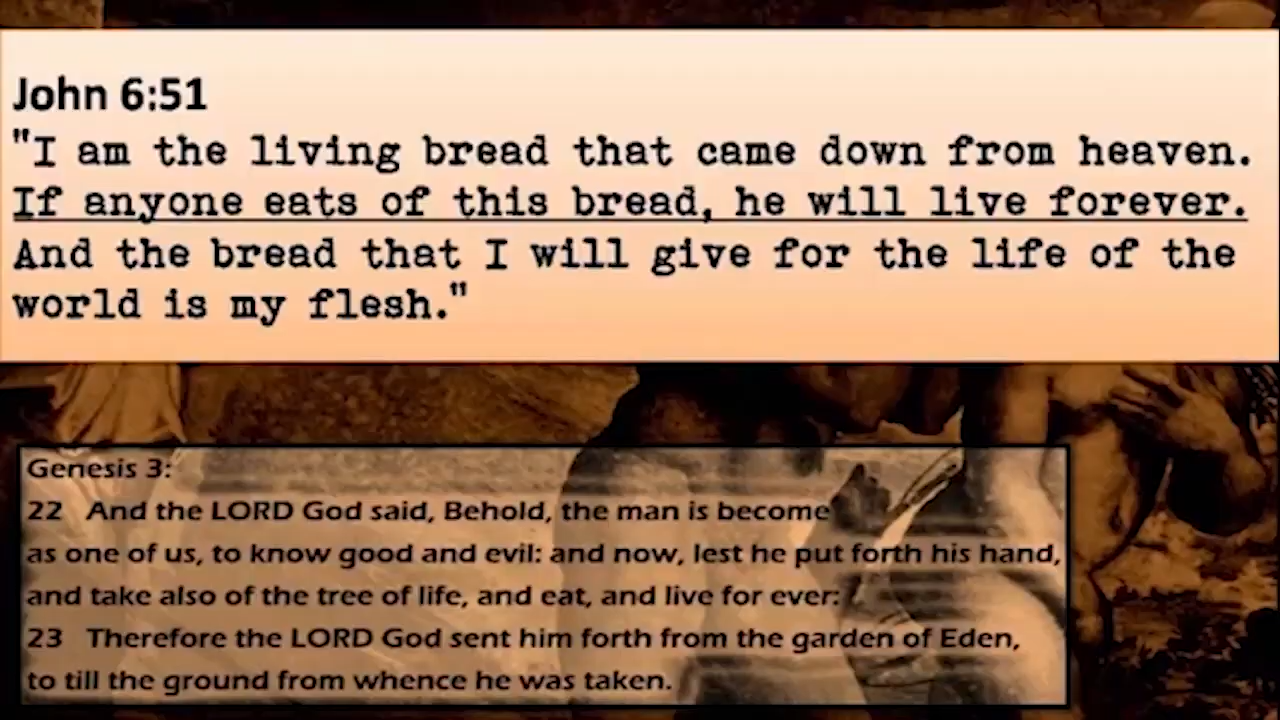 John 6:51
"I am the living bread that came down from heaven.
If anyone eats of this bread, he will live forever.
And the bread that I will give for the life of the
world is my flesh."
Genesis 3:
22 And the LORD God said, Behold, the man is become
as one of us, to know good and evil: and now, lest he put forth his hand,
and take also of the tree of life, and eat, and live for ever:
23 Therefore the LORD God sent him forth from the garden of Eden,
to till the ground from whence he was taken.